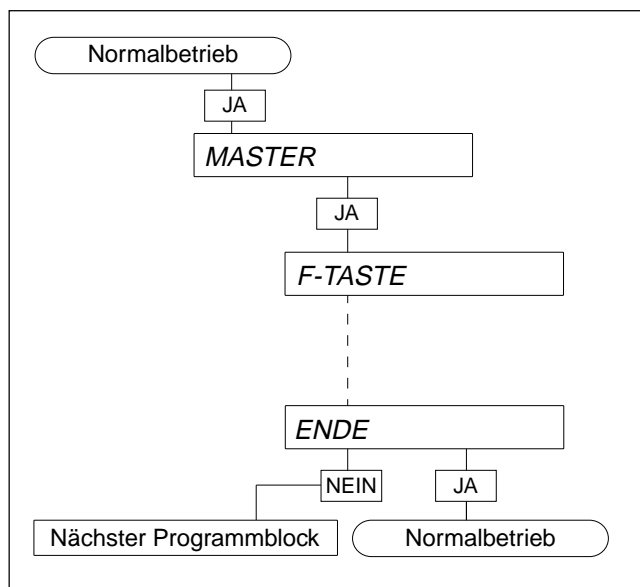 Normalbetrieb
JA
MASTER
JA
F-TASTE
ENDE
NEIN
JA
Nächster Programmblock
Normalbetrieb